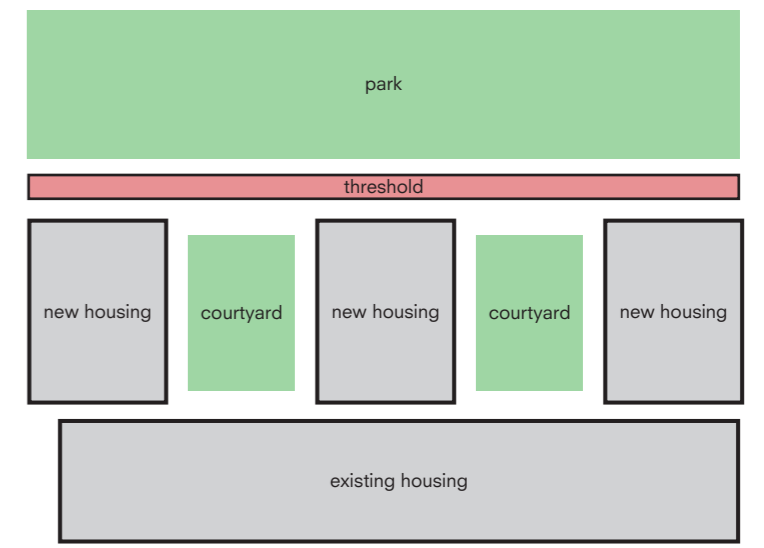 park
threshold
new housing
courtyard
new housing
courtyard
new housing
existing housing